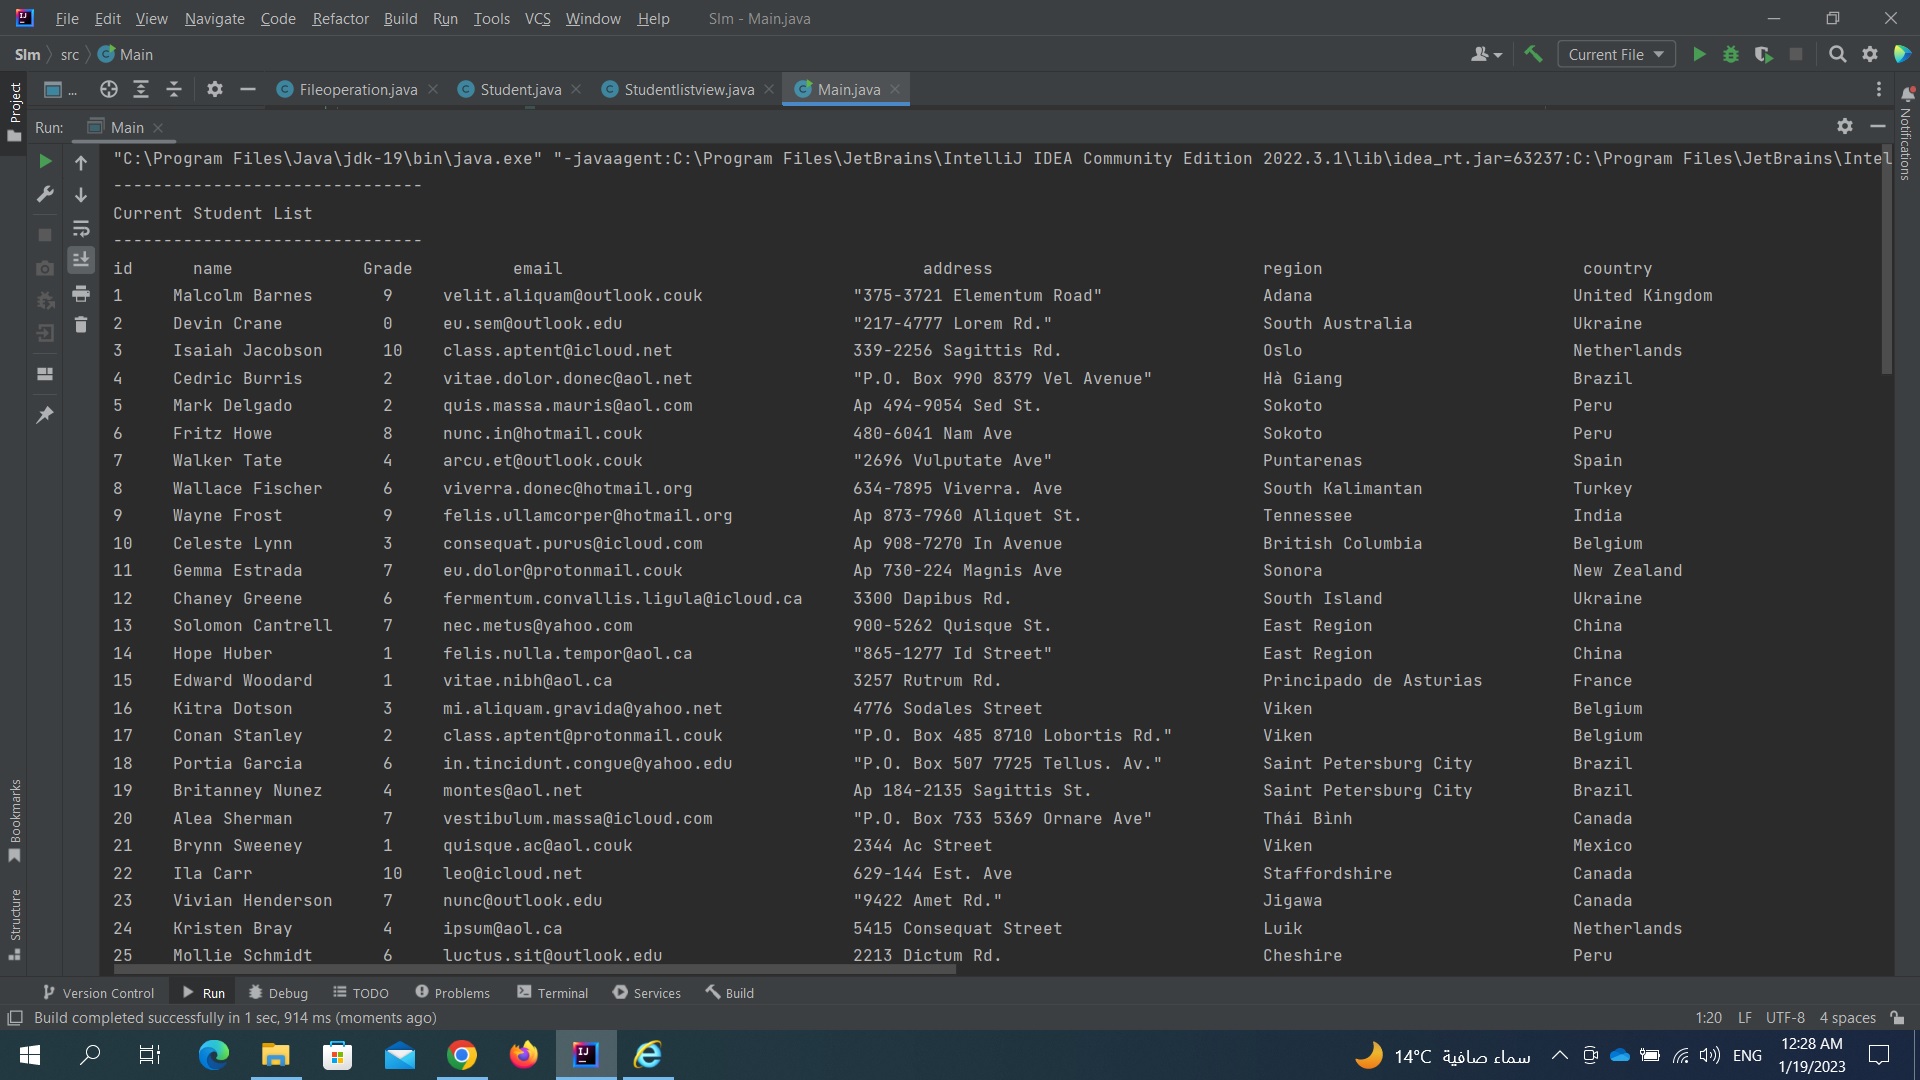 File Edit View Navigate Code Refactor Build Run Tools VCS Window Help Slm - Main.java
Slm src Main Current File
Project ... Fileoperation.java Student.java Studentlistview.java Main.java
Notifications
Run: Main
"C:\Program Files\Java\jdk-19\bin\java.exe" "-javaagent:C:\Program Files\JetBrains\IntelliJ IDEA Community Edition 2022.3.1\lib\idea_rt.jar=63237:C:\Program Files\JetBrains\Intel
-------------------------------
Current Student List
-------------------------------
id name Grade email address region country
1 Malcolm Barnes 9 velit.aliquam@outlook.couk "375-3721 Elementum Road" Adana United Kingdom
2 Devin Crane 0 eu.sem@outlook.edu "217-4777 Lorem Rd." South Australia Ukraine
3 Isaiah Jacobson 10 class.aptent@icloud.net 339-2256 Sagittis Rd. Oslo Netherlands
4 Cedric Burris 2 vitae.dolor.donec@aol.net "P.O. Box 990 8379 Vel Avenue" Hà Giang Brazil
5 Mark Delgado 2 quis.massa.mauris@aol.com Ap 494-9054 Sed St. Sokoto Peru
6 Fritz Howe 8 nunc.in@hotmail.couk 480-6041 Nam Ave Sokoto Peru
7 Walker Tate 4 arcu.et@outlook.couk "2696 Vulputate Ave" Puntarenas Spain
8 Wallace Fischer 6 viverra.donec@hotmail.org 634-7895 Viverra. Ave South Kalimantan Turkey
9 Wayne Frost 9 felis.ullamcorper@hotmail.org Ap 873-7960 Aliquet St. Tennessee India
10 Celeste Lynn 3 consequat.purus@icloud.com Ap 908-7270 In Avenue British Columbia Belgium
11 Gemma Estrada 7 eu.dolor@protonmail.couk Ap 730-224 Magnis Ave Sonora New Zealand
12 Chaney Greene 6 fermentum.convallis.ligula@icloud.ca 3300 Dapibus Rd. South Island Ukraine
13 Solomon Cantrell 7 nec.metus@yahoo.com 900-5262 Quisque St. East Region China
14 Hope Huber 1 felis.nulla.tempor@aol.ca "865-1277 Id Street" East Region China
15 Edward Woodard 1 vitae.nibh@aol.ca 3257 Rutrum Rd. Principado de Asturias France
16 Kitra Dotson 3 mi.aliquam.gravida@yahoo.net 4776 Sodales Street Viken Belgium
17 Conan Stanley 2 class.aptent@protonmail.couk "P.O. Box 485 8710 Lobortis Rd." Viken Belgium
18 Portia Garcia 6 in.tincidunt.congue@yahoo.edu "P.O. Box 507 7725 Tellus. Av." Saint Petersburg City Brazil
19 Britanney Nunez 4 montes@aol.net Ap 184-2135 Sagittis St. Saint Petersburg City Brazil
20 Alea Sherman 7 vestibulum.massa@icloud.com "P.O. Box 733 5369 Ornare Ave" Thái Bình Canada
21 Brynn Sweeney 1 quisque.ac@aol.couk 2344 Ac Street Viken Mexico
22 Ila Carr 10 leo@icloud.net 629-144 Est. Ave Staffordshire Canada
23 Vivian Henderson 7 nunc@outlook.edu "9422 Amet Rd." Jigawa Canada
24 Kristen Bray 4 ipsum@aol.ca 5415 Consequat Street Luik Netherlands
25 Mollie Schmidt 6 luctus.sit@outlook.edu 2213 Dictum Rd. Cheshire Peru
Bookmarks
Structure
Version Control Run Debug TODO Problems Terminal Services Build
Build completed successfully in 1 sec, 914 ms (moments ago) 1:20 LF UTF-8 4 spaces
14°C سماء صافية ENG 12:28 AM
1/19/2023